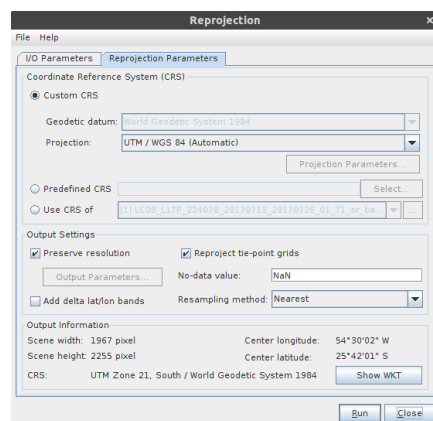 Reprojection
File Help
I/O Parameters Reprojection Parameters
Coordinate Reference System (CRS)
Custom CRS
Geodetic datum: World Geodetic System 1984
Projection: UTM / WGS 84 (Automatic)
Projection Parameters...
Predefined CRS Select...
Use CRS of [1] LC08_L1TP_224078_20170713_20170726_01_T1_sr_ba... ...
Output Settings
Preserve resolution Reproject tie-point grids
Output Parameters... No-data value: NaN
Add delta lat/lon bands Resampling method: Nearest
Output Information
Scene width: 1967 pixel Center longitude: 54°30'02" W
Scene height: 2255 pixel Center latitude: 25°42'01" S
CRS: UTM Zone 21, South / World Geodetic System 1984 Show WKT
Run Close